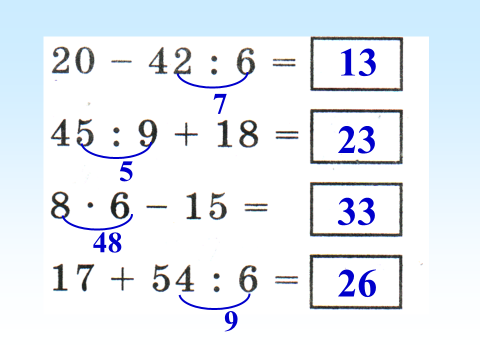 20 − 42 : 6 = 13
7
45 : 9 + 18 = 23
5
8 · 6 − 15 = 33
48
17 + 54 : 6 = 26
9